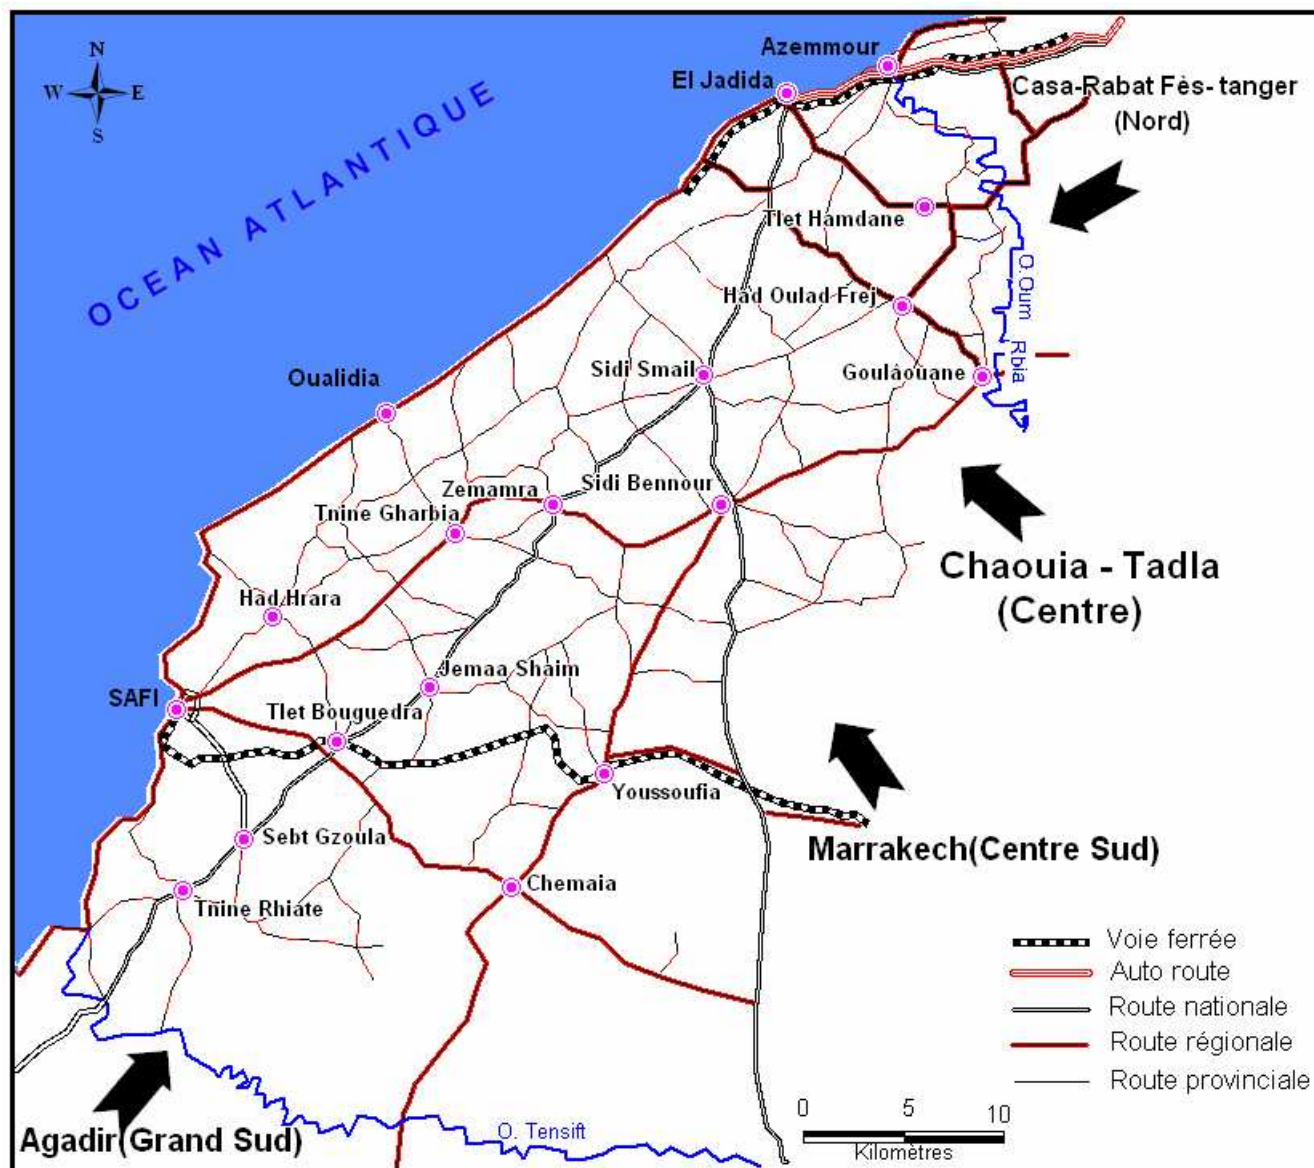 N
W E
S
Azemmour
El Jadida
Casa-Rabat Fès- tanger
(Nord)
OCEAN ATLANTIQUE
Tlet Hamdane
O. Oum Rbia
Had Oulad Frej
Sidi Smail
Goulâouane
Oualidia
Zemamra
Sidi Bennour
Tnine Gharbia
Chaouia - Tadla
(Centre)
Had Hrara
Jemaa Shaim
SAFI
Tlet Bouguedra
Youssoufia
Sebt Gzoula
Marrakech(Centre Sud)
Chemaia
Tnine Rhiate
Voie ferrée
Auto route
Route nationale
Route régionale
Route provinciale
0 5 10
Kilomètres
Agadir(Grand Sud)
O. Tensift